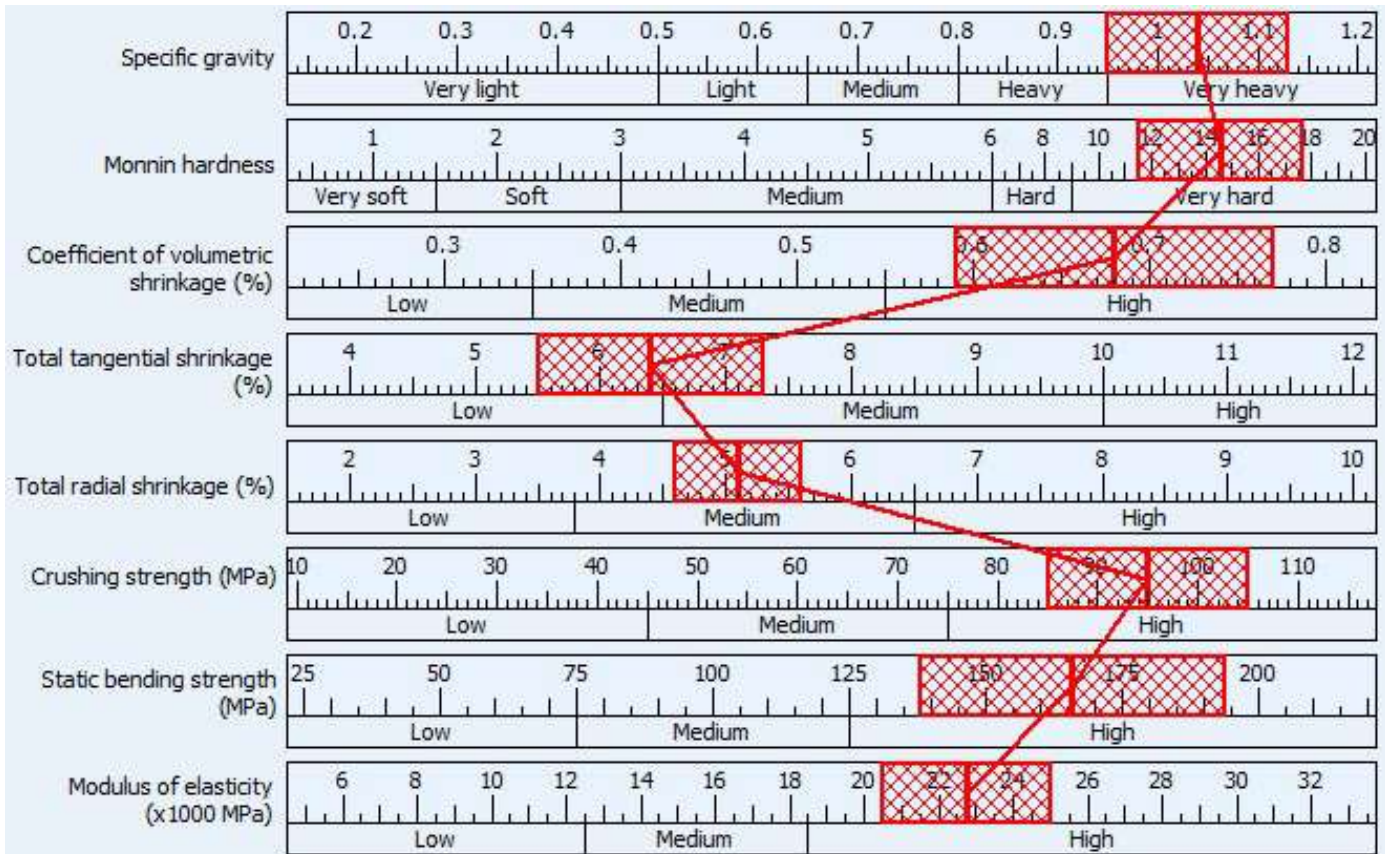 0.2 0.3 0.4 0.5 0.6 0.7 0.8 0.9 1 1.1 1.2
Specific gravity
Very light Light Medium Heavy Very heavy
1 2 3 4 5 6 8 10 12 14 16 18 20
Monnin hardness
Very soft Soft Medium Hard Very hard
0.3 0.4 0.5 0.6 0.7 0.8
Coefficient of volumetric
shrinkage (%)
Low Medium High
4 5 6 7 8 9 10 11 12
Total tangential shrinkage
(%)
Low Medium High
2 3 4 5 6 7 8 9 10
Total radial shrinkage (%)
Low Medium High
10 20 30 40 50 60 70 80 90 100 110
Crushing strength (MPa)
Low Medium High
25 50 75 100 125 150 175 200
Static bending strength
(MPa)
Low Medium High
6 8 10 12 14 16 18 20 22 24 26 28 30 32
Modulus of elasticity
(x1000 MPa)
Low Medium High